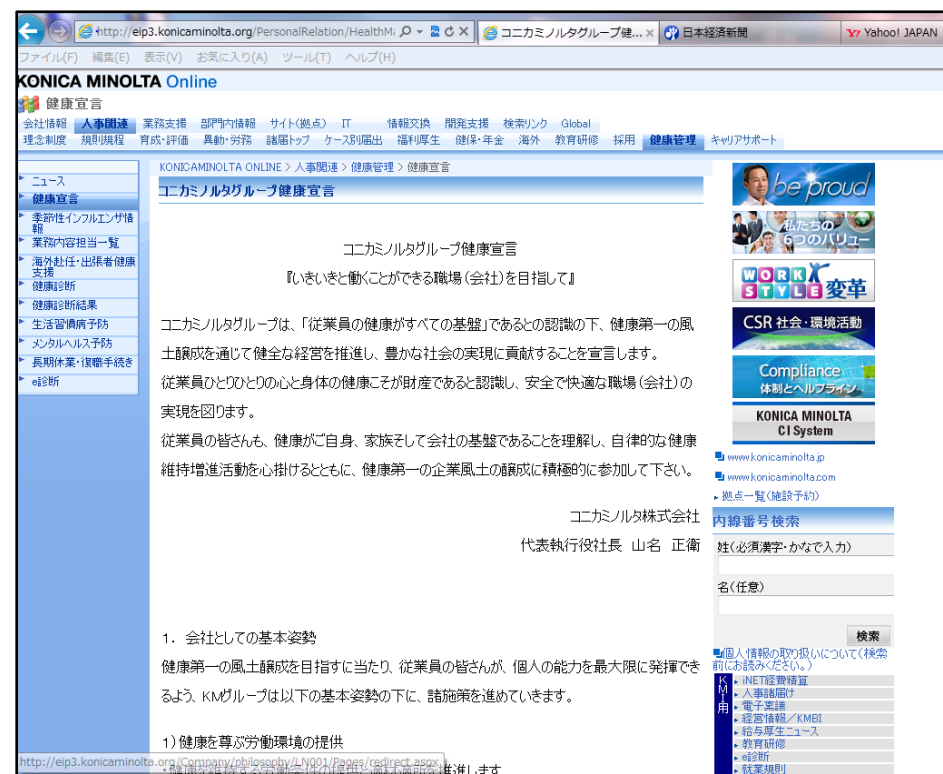 http://eip3.konicaminolta.org/PersonalRelation/HealthM
コニカミノルタグループ健...
日本経済新聞
Yahoo! JAPAN
ファイル(F) 編集(E) 表示(V) お気に入り(A) ツール(T) ヘルプ(H)
KONICA MINOLTA Online
健康宣言
会社情報 人事関連 業務支援 部門内情報 サイト(拠点) IT 情報交換 開発支援 検索リンク Global
理念制度 規則規程 育成・評価 異動・労務 諸届トップ ケース別届出 福利厚生 健保・年金 海外 教育研修 採用 健康管理 キャリアサポート
ニュース
健康宣言
季節性インフルエンザ情報
業務内容担当一覧
海外赴任・出張者健康支援
健康診断
健康診断結果
生活習慣病予防
メンタルヘルス予防
長期休業・復職手続き
e診断
KONICAMINOLTA ONLINE > 人事関連 > 健康管理 > 健康宣言
コニカミノルタグループ健康宣言
コニカミノルタグループ健康宣言
『いきいきと働くことができる職場(会社)を目指して』
コニカミノルタグループは、「従業員の健康がすべての基盤」であるとの認識の下、健康第一の風
土醸成を通じて健全な経営を推進し、豊かな社会の実現に貢献することを宣言します。
従業員ひとりひとりの心と身体の健康こそが財産であると認識し、安全で快適な職場(会社)の
実現を図ります。
従業員の皆さんも、健康がご自身、家族そして会社の基盤であることを理解し、自律的な健康
維持増進活動を心掛けるとともに、健康第一の企業風土の醸成に積極的に参加して下さい。
コニカミノルタ株式会社
代表執行役社長 山名 正衛
1. 会社としての基本姿勢
健康第一の風土醸成を目指すに当たり、従業員の皆さんが、個人の能力を最大限に発揮でき
るよう、KMグループは以下の基本姿勢の下に、諸施策を進めていきます。
1)健康を尊ぶ労働環境の提供
http://eip3.konicaminolta.org/Company/philosophy/LN001/Pages/redirect.aspx
be proud
私たちの
6つのバリュー
WORK
STYLE 変革
CSR 社会・環境活動
Compliance
体制とヘルプライン
KONICA MINOLTA
CI System
www.konicaminolta.jp
www.konicaminolta.com
拠点一覧(施設予約)
内線番号検索
姓(必須漢字・かなで入力)
名(任意)
検索
個人情報の取り扱いについて(検索
前にお読みください。)
KMI用
iNET経費精算
人事諸届け
電子稟議
経営情報/KMBI
給与厚生ニュース
教育研修
e診断
就業規則